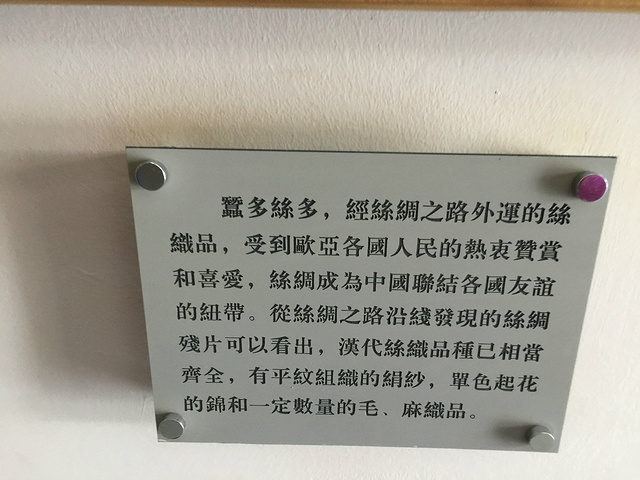 蠶多絲多，經絲綢之路外運的絲
織品，受到歐亞各國人民的熱衷贊賞
和喜愛，絲綢成為中國聯結各國友誼
的紐帶。從絲綢之路沿綫發現的絲綢
殘片可以看出，漢代絲織品種已相當
齊全，有平紋組織的絹紗，單色起花
的錦和一定數量的毛、麻織品。